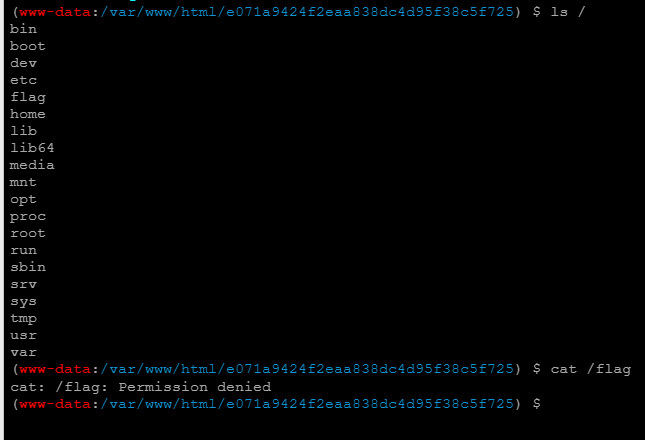 (www-data:/var/www/html/e071a9424f2eaa838dc4d95f38c5f725) $ ls /
bin
boot
dev
etc
flag
home
lib
lib64
media
mnt
opt
proc
root
run
sbin
srv
sys
tmp
usr
var
(www-data:/var/www/html/e071a9424f2eaa838dc4d95f38c5f725) $ cat /flag
cat: /flag: Permission denied
(www-data:/var/www/html/e071a9424f2eaa838dc4d95f38c5f725) $